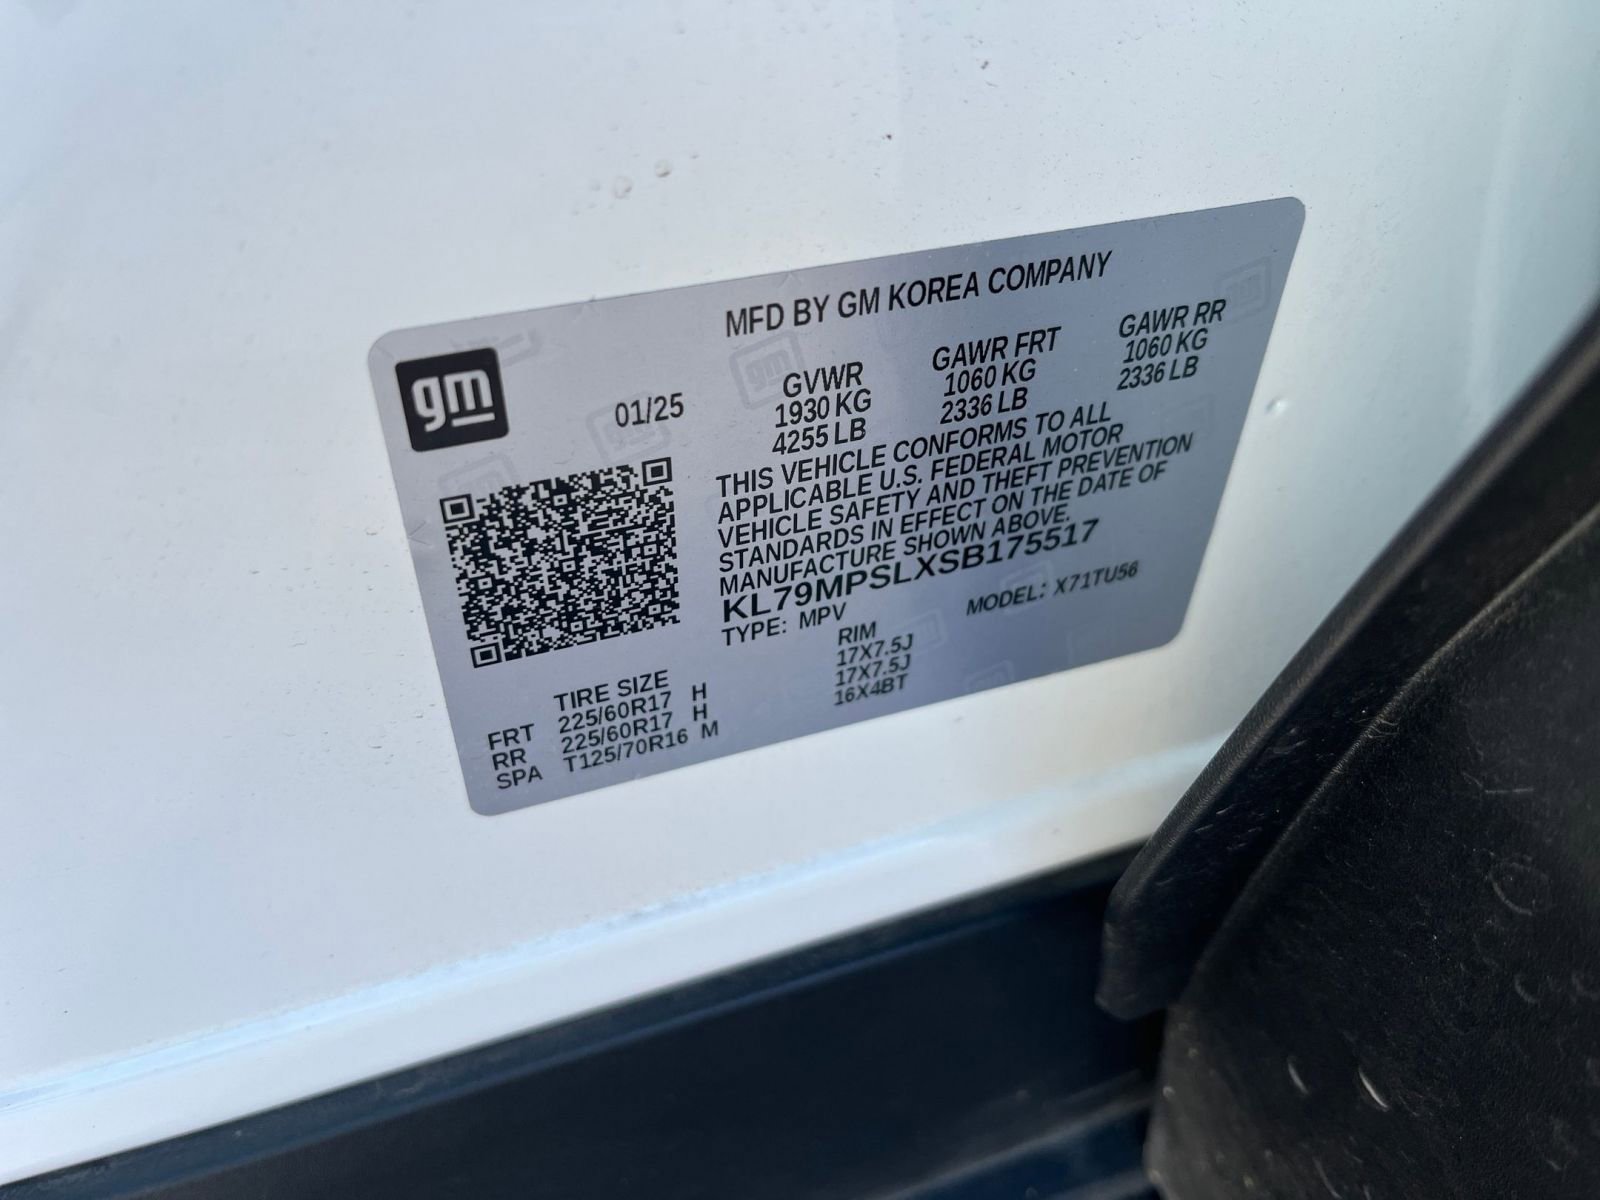 MFD BY GM KOREA COMPANY
gm
01/25
GVWR
1930 KG
4255 LB
GAWR FRT
1060 KG
2336 LB
GAWR RR
1060 KG
2336 LB
THIS VEHICLE CONFORMS TO ALL
APPLICABLE U.S. FEDERAL MOTOR
VEHICLE SAFETY AND THEFT PREVENTION
STANDARDS IN EFFECT ON THE DATE OF
MANUFACTURE SHOWN ABOVE.
KL79MPSLXSB175517
TYPE: MPV MODEL: X71TU56
TIRE SIZE RIM
FRT 225/60R17 H 17X7.5J
RR 225/60R17 H 17X7.5J
SPA T125/70R16 M 16X4BT